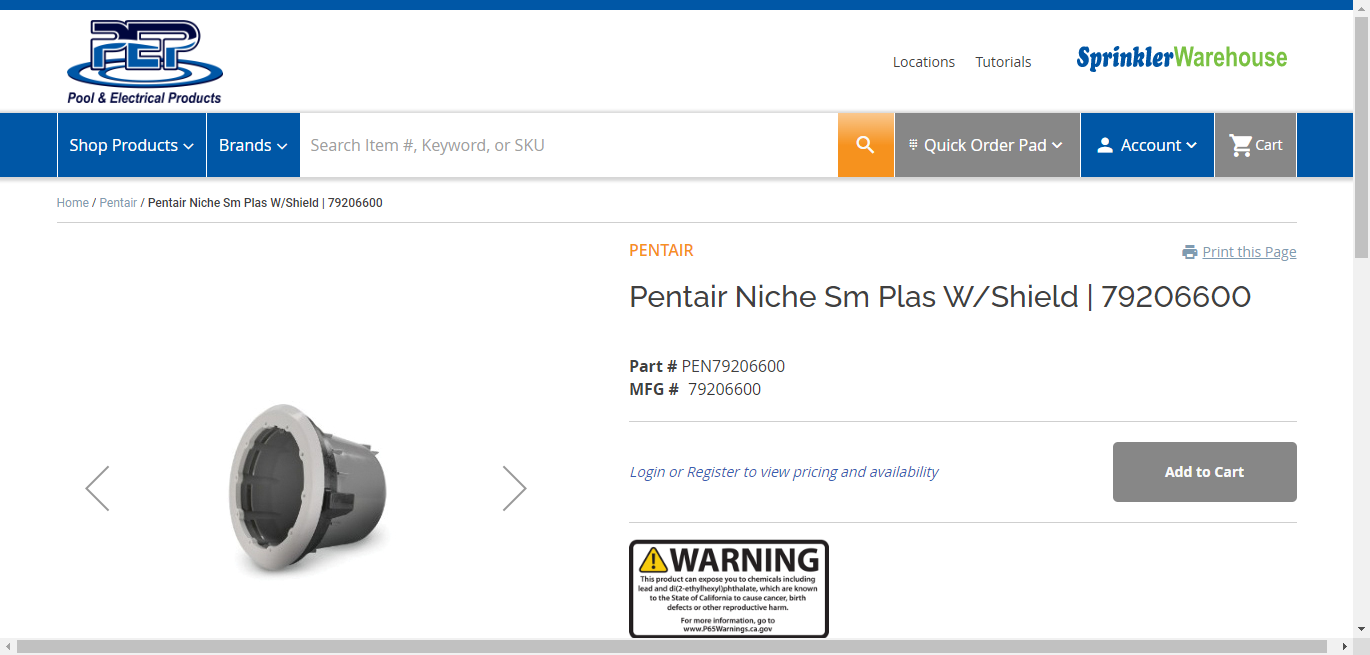 PEP
Pool & Electrical Products
Locations
Tutorials
SprinklerWarehouse
Shop Products
Brands
Search Item #, Keyword, or SKU
Quick Order Pad
Account
Cart
Home / Pentair / Pentair Niche Sm Plas W/Shield | 79206600
PENTAIR
Print this Page
Pentair Niche Sm Plas W/Shield | 79206600
Part # PEN79206600
MFG # 79206600
Login or Register to view pricing and availability
Add to Cart
WARNING
This product can expose you to chemicals including
lead and di(2-ethylhexyl)phthalate, which are known
to the State of California to cause cancer, birth
defects or other reproductive harm.
For more information, go to
www.P65Warnings.ca.gov